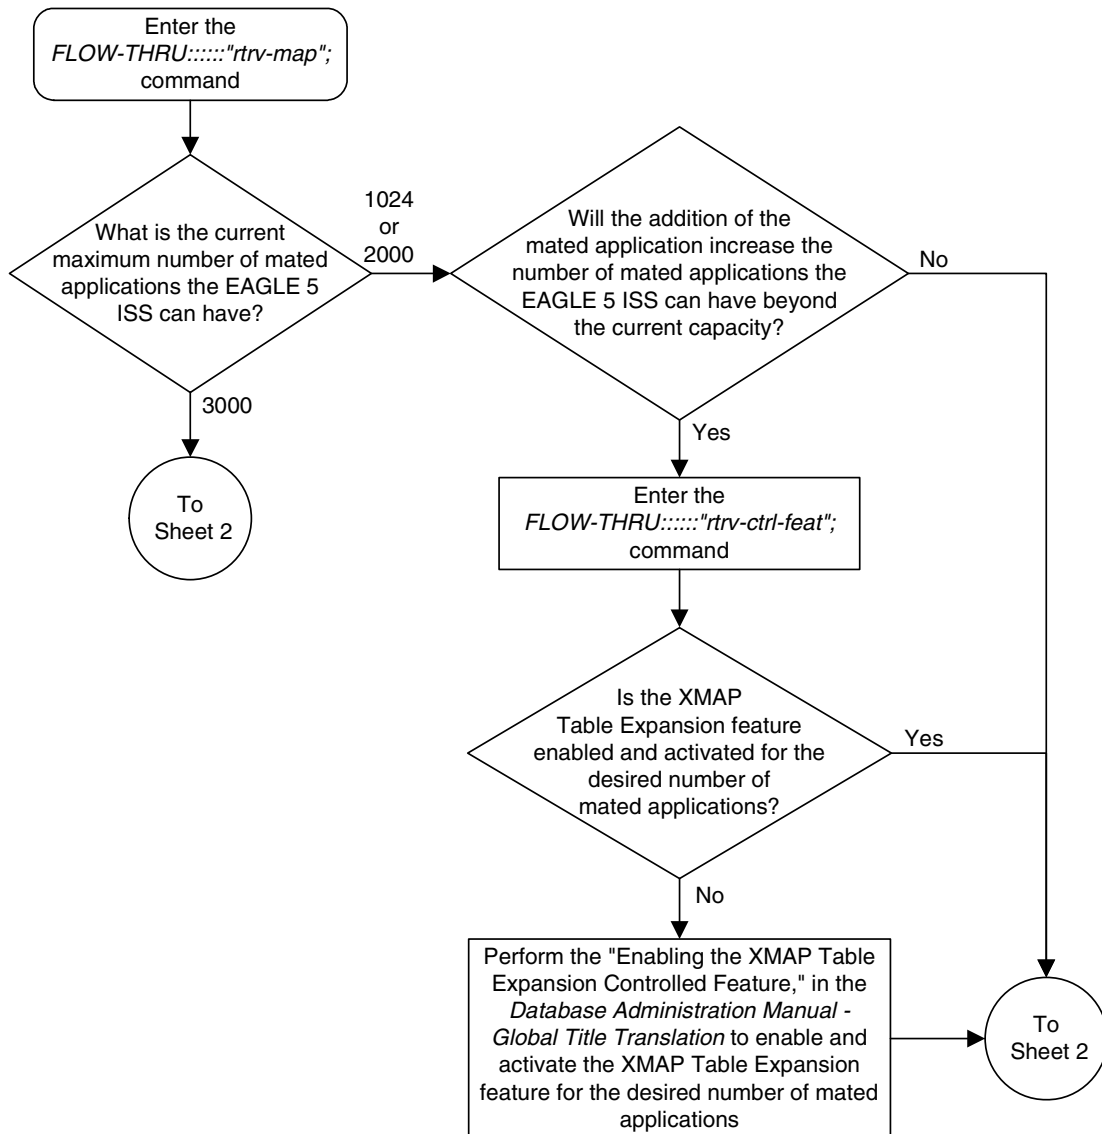 Enter the
FLOW-THRU::::::"rtrv-map";
command
What is the current
maximum number of mated
applications the EAGLE 5
ISS can have?
1024
or
2000
3000
To
Sheet 2
Will the addition of the
mated application increase the
number of mated applications the
EAGLE 5 ISS can have beyond
the current capacity?
No
Yes
Enter the
FLOW-THRU::::::"rtrv-ctrl-feat";
command
Is the XMAP
Table Expansion feature
enabled and activated for the
desired number of
mated applications?
Yes
No
Perform the "Enabling the XMAP Table
Expansion Controlled Feature," in the
Database Administration Manual -
Global Title Translation to enable and
activate the XMAP Table Expansion
feature for the desired number of mated
applications
To
Sheet 2